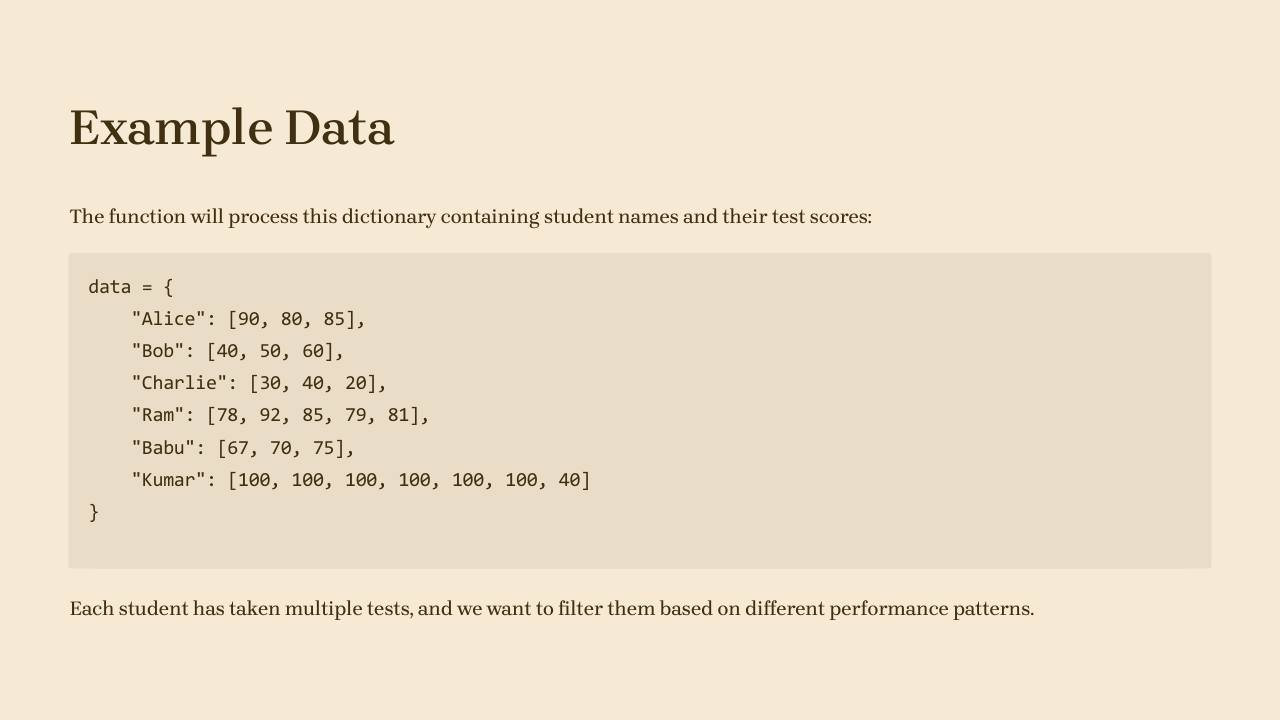 Example Data
The function will process this dictionary containing student names and their test scores:
data = {
    "Alice": [90, 80, 85],
    "Bob": [40, 50, 60],
    "Charlie": [30, 40, 20],
    "Ram": [78, 92, 85, 79, 81],
    "Babu": [67, 70, 75],
    "Kumar": [100, 100, 100, 100, 100, 100, 40]
}
Each student has taken multiple tests, and we want to filter them based on different performance patterns.